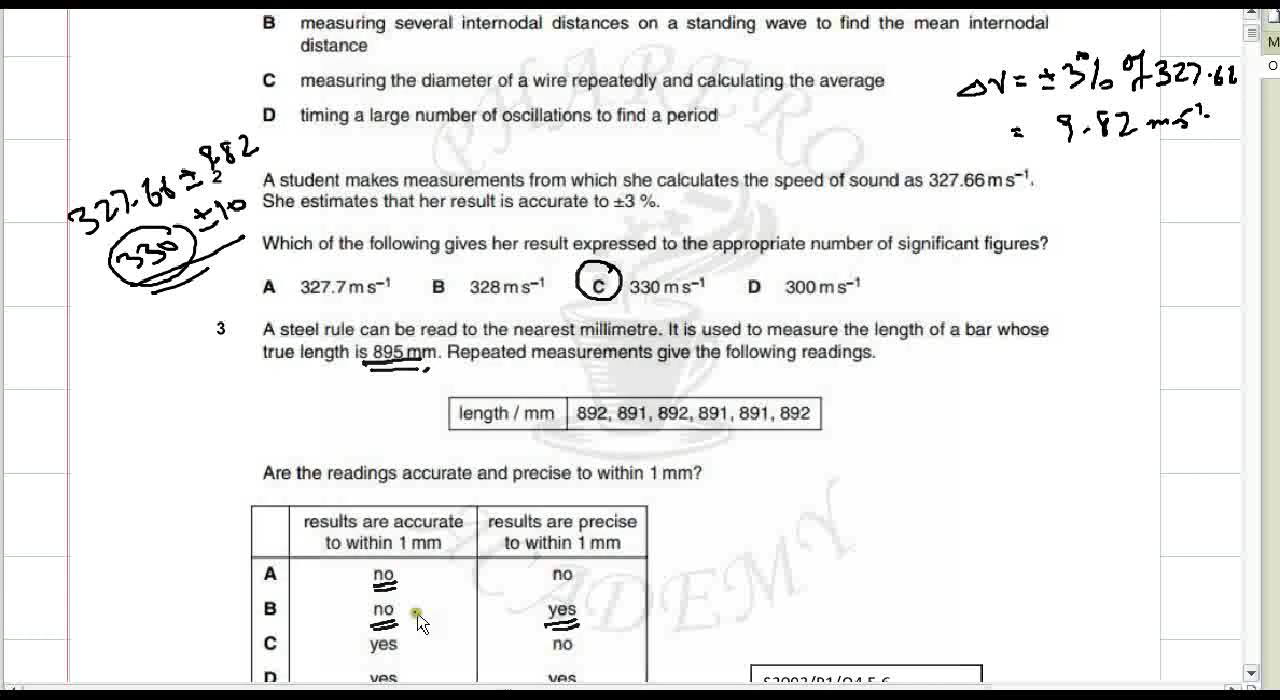 B measuring several internodal distances on a standing wave to find the mean internodal
distance
C measuring the diameter of a wire repeatedly and calculating the average
D timing a large number of oscillations to find a period
ΔV = ± 3% of 327.66
= 9.82 ms⁻¹
327.66 ± 9.82
330 ± 10
A student makes measurements from which she calculates the speed of sound as 327.66 m s⁻¹.
She estimates that her result is accurate to ±3 %.
Which of the following gives her result expressed to the appropriate number of significant figures?
A 327.7 m s⁻¹ B 328 m s⁻¹ C 330 m s⁻¹ D 300 m s⁻¹
3 A steel rule can be read to the nearest millimetre. It is used to measure the length of a bar whose
true length is 895 mm. Repeated measurements give the following readings.
length / mm 892, 891, 892, 891, 891, 892
Are the readings accurate and precise to within 1 mm?
results are accurate results are precise
to within 1 mm to within 1 mm
A no no
B no yes
C yes no
D yes yes
PHAERO
ACADEMY
M
O